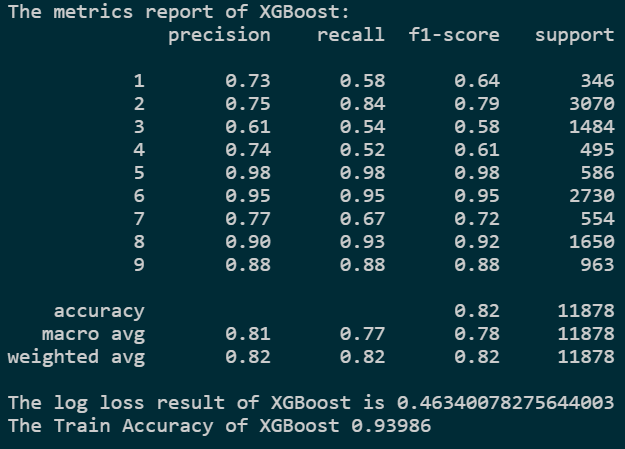 The metrics report of XGBoost:
precision recall f1-score support
1 0.73 0.58 0.64 346
2 0.75 0.84 0.79 3070
3 0.61 0.54 0.58 1484
4 0.74 0.52 0.61 495
5 0.98 0.98 0.98 586
6 0.95 0.95 0.95 2730
7 0.77 0.67 0.72 554
8 0.90 0.93 0.92 1650
9 0.88 0.88 0.88 963
accuracy 0.82 11878
macro avg 0.81 0.77 0.78 11878
weighted avg 0.82 0.82 0.82 11878
The log loss result of XGBoost is 0.46340078275644003
The Train Accuracy of XGBoost 0.93986